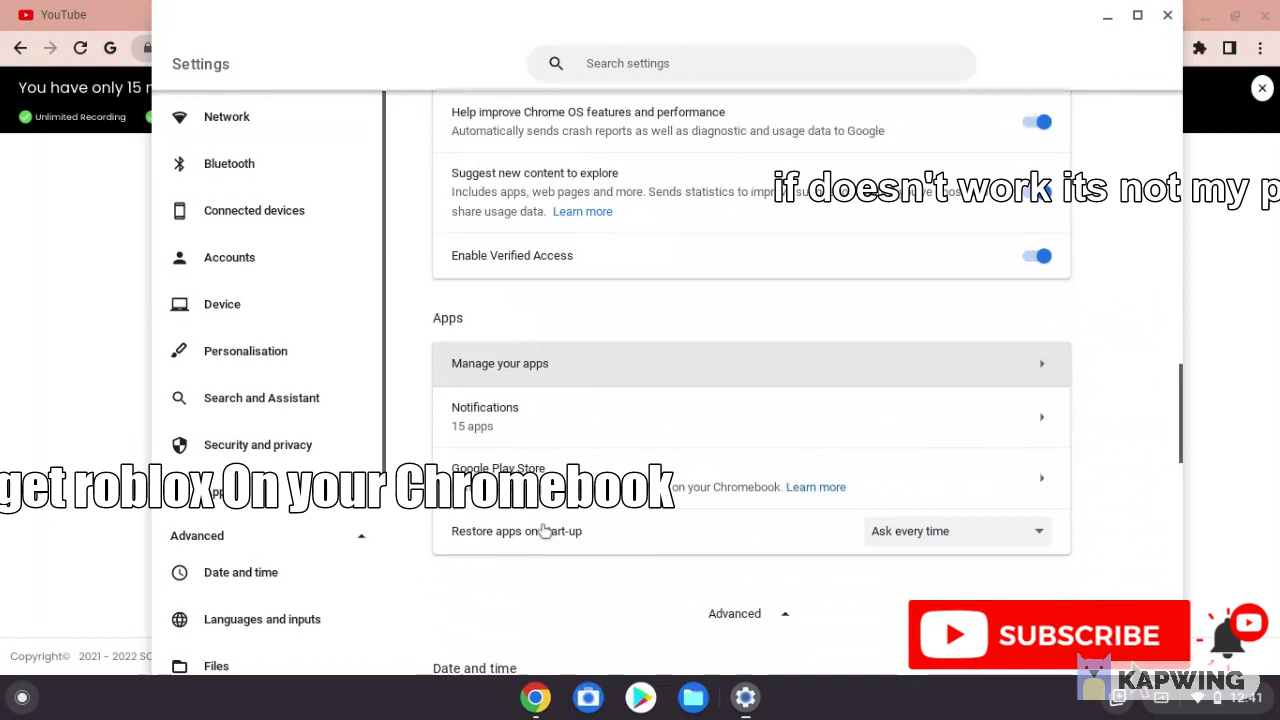 YouTube
Settings
Search settings
You have only 15
Unlimited Recording
Network
Bluetooth
Connected devices
Accounts
Device
Personalisation
Search and Assistant
Security and privacy
Advanced
Date and time
Languages and inputs
Files
Help improve Chrome OS features and performance
Automatically sends crash reports as well as diagnostic and usage data to Google
Suggest new content to explore
Includes apps, web pages and more. Sends statistics to
share usage data. Learn more
if doesn't work its not my
Enable Verified Access
Apps
Manage your apps
Notifications
15 apps
Google Play Store
on your Chromebook. Learn more
get roblox On your Chromebook
Restore apps on start-up
Ask every time
Advanced
Date and time
SUBSCRIBE
KAPWING
Copyright© 2021 - 2022
12:41